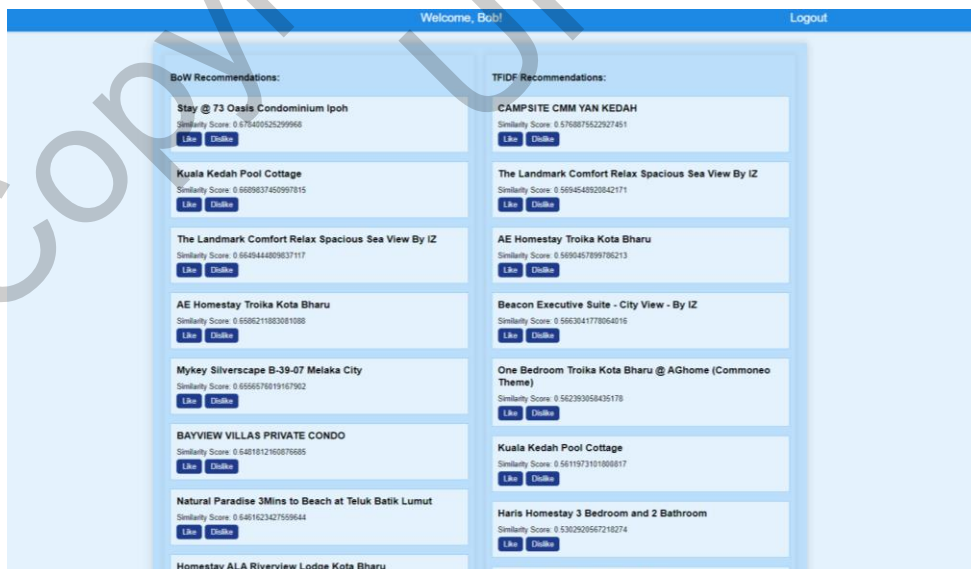 Welcome, Bob!
Logout
BoW Recommendations:
Stay @ 73 Oasis Condominium Ipoh
Similarity Score: 0.678400525299968
Like Dislike
Kuala Kedah Pool Cottage
Similarity Score: 0.6689837450997815
Like Dislike
The Landmark Comfort Relax Spacious Sea View By IZ
Similarity Score: 0.6649444809837117
Like Dislike
AE Homestay Troika Kota Bharu
Similarity Score: 0.6586211883081088
Like Dislike
Mykey Silverscape B-39-07 Melaka City
Similarity Score: 0.6556576019167902
Like Dislike
BAYVIEW VILLAS PRIVATE CONDO
Similarity Score: 0.6481812160876685
Like Dislike
Natural Paradise 3Mins to Beach at Teluk Batik Lumut
Similarity Score: 0.6461623427559644
Like Dislike
Homestay ALA Riverview Lodge Kota Bharu
TFIDF Recommendations:
CAMPSITE CMM YAN KEDAH
Similarity Score: 0.5768875522927451
Like Dislike
The Landmark Comfort Relax Spacious Sea View By IZ
Similarity Score: 0.5694548920842171
Like Dislike
AE Homestay Troika Kota Bharu
Similarity Score: 0.5690457899786213
Like Dislike
Beacon Executive Suite - City View - By IZ
Similarity Score: 0.5663041778064016
Like Dislike
One Bedroom Troika Kota Bharu @ AGhome (Commoneo
Theme)
Similarity Score: 0.562393058435178
Like Dislike
Kuala Kedah Pool Cottage
Similarity Score: 0.5611973101800817
Like Dislike
Haris Homestay 3 Bedroom and 2 Bathroom
Similarity Score: 0.5302920567218274
Like Dislike